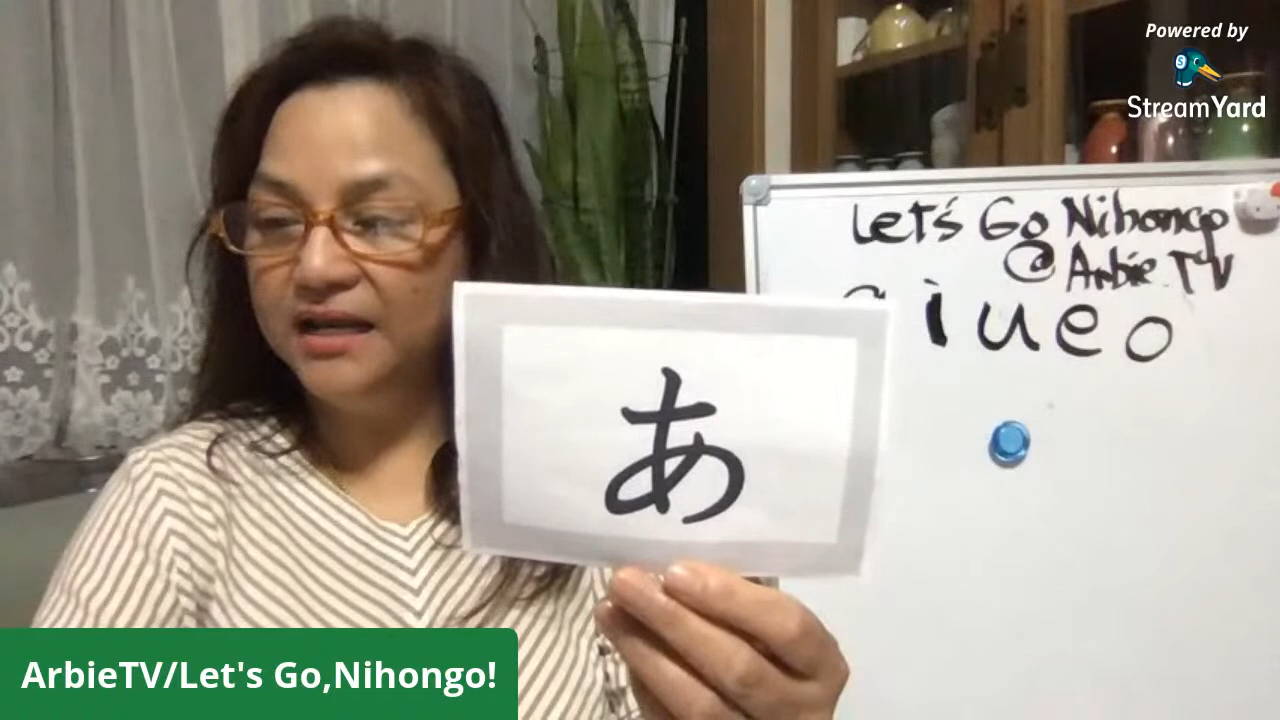 Powered by
StreamYard
Let's Go Nihongo
@ Arbie TV
a i u e o
あ
ArbieTV/Let's Go,Nihongo!